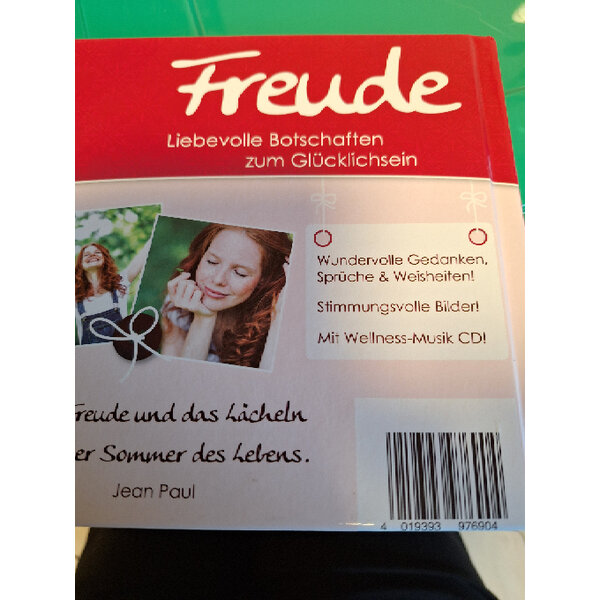 Freude
Liebevolle Botschaften
zum Glücklichsein
Wundervolle Gedanken,
Sprüche & Weisheiten!
Stimmungsvolle Bilder!
Mit Wellness-Musik CD!
Freude und das Lächeln
der Sommer des Lebens.
Jean Paul
4 019393 976904